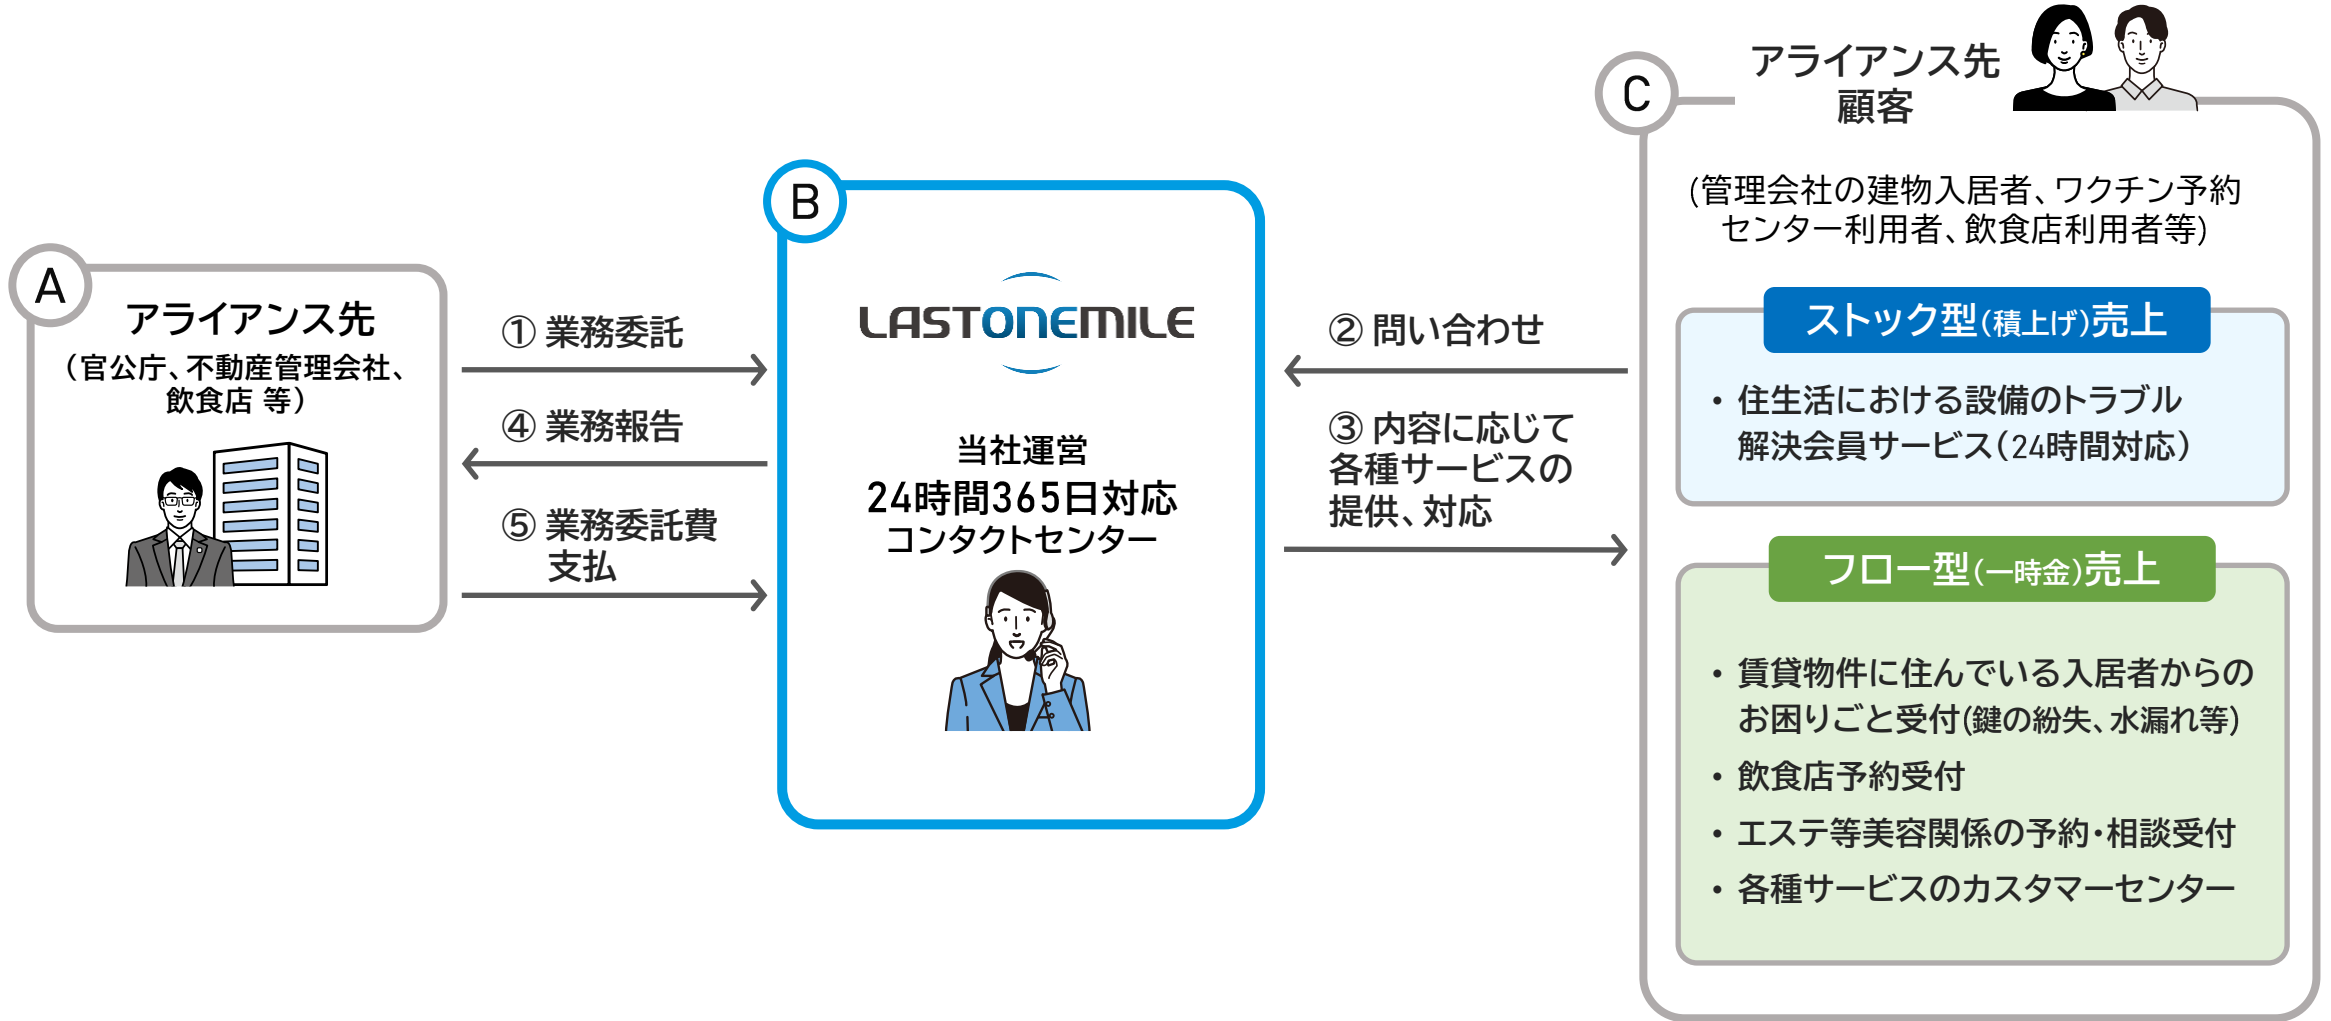 A
アライアンス先
（官公庁、不動産管理会社、
飲食店 等）
① 業務委託
④ 業務報告
⑤ 業務委託費
支払
B
LASTONEMILE
当社運営
24時間365日対応
コンタクトセンター
② 問い合わせ
③ 内容に応じて
各種サービスの
提供、対応
C
アライアンス先
顧客
(管理会社の建物入居者、ワクチン予約
センター利用者、飲食店利用者等)
ストック型(積上げ)売上
・ 住生活における設備のトラブル
解決会員サービス（24時間対応）
フロー型(一時金)売上
・ 賃貸物件に住んでいる入居者からの
お困りごと受付(鍵の紛失、水漏れ等)
・ 飲食店予約受付
・ エステ等美容関係の予約・相談受付
・ 各種サービスのカスタマーセンター